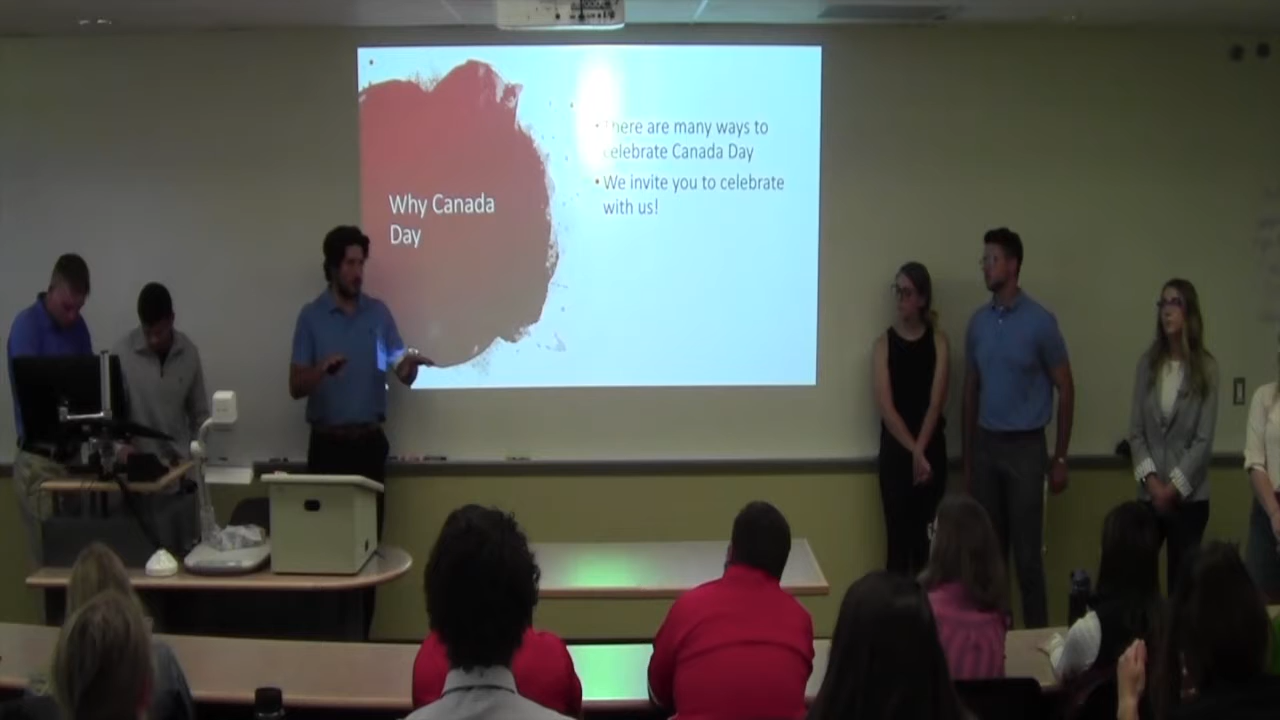 Why Canada
Day
• There are many ways to
celebrate Canada Day
• We invite you to celebrate
with us!